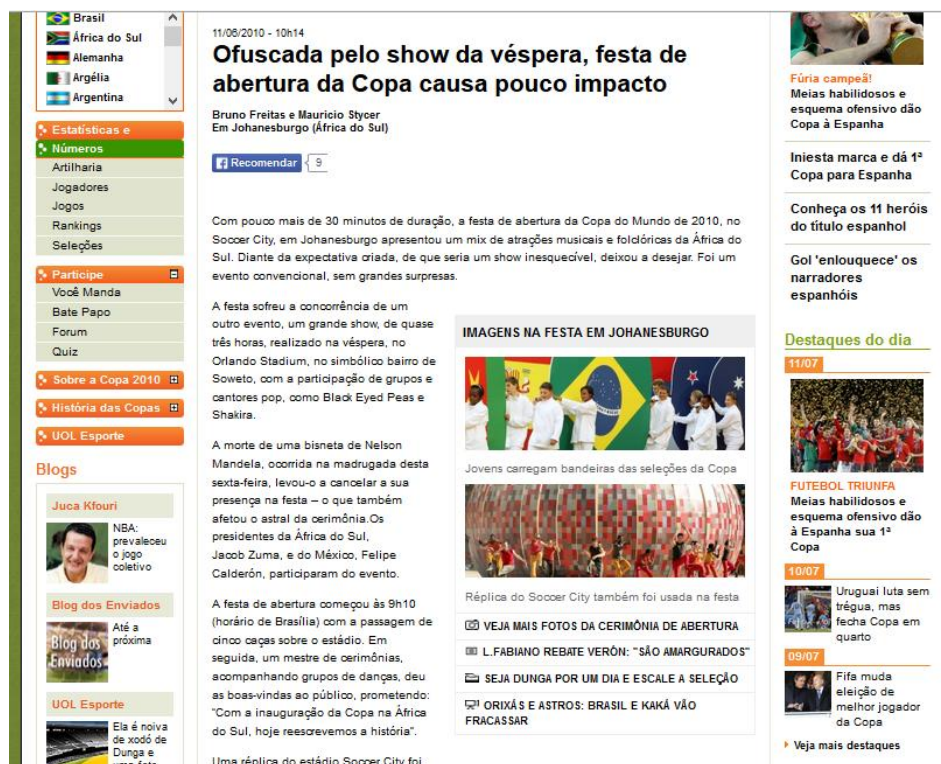 Brasil
África do Sul
Alemanha
Argélia
Argentina
Estatísticas e
Números
Artilharia
Jogadores
Jogos
Rankings
Seleções
Participe
Você Manda
Bate Papo
Forum
Quiz
Sobre a Copa 2010
História das Copas
UOL Esporte
Blogs
Juca Kfouri
NBA:
prevaleceu
o jogo
coletivo
Blog dos Enviados
Blog dos
Enviados
Até a
próxima
UOL Esporte
Ela é noiva
de xodó de
Dunga e
uma foto
11/06/2010 - 10h14
Ofuscada pelo show da véspera, festa de
abertura da Copa causa pouco impacto
Bruno Freitas e Mauricio Stycer
Em Johanesburgo (África do Sul)
Recomendar 9
Com pouco mais de 30 minutos de duração, a festa de abertura da Copa do Mundo de 2010, no
Soccer City, em Johanesburgo apresentou um mix de atrações musicais e folclóricas da África do
Sul. Diante da expectativa criada, de que seria um show inesquecível, deixou a desejar. Foi um
evento convencional, sem grandes surpresas.
A festa sofreu a concorrência de um
outro evento, um grande show, de quase
três horas, realizado na véspera, no
Orlando Stadium, no simbólico bairro de
Soweto, com a participação de grupos e
cantores pop, como Black Eyed Peas e
Shakira.
A morte de uma bisneta de Nelson
Mandela, ocorrida na madrugada desta
sexta-feira, levou-o a cancelar a sua
presença na festa – o que também
afetou o astral da cerimônia.Os
presidentes da África do Sul,
Jacob Zuma, e do México, Felipe
Calderón, participaram do evento.
A festa de abertura começou às 9h10
(horário de Brasília) com a passagem de
cinco caças sobre o estádio. Em
seguida, um mestre de cerimônias,
acompanhando grupos de danças, deu
as boas-vindas ao público, prometendo:
"Com a inauguração da Copa na África
do Sul, hoje reescrevemos a história".
Uma réplica do estádio Soccer City foi
IMAGENS NA FESTA EM JOHANESBURGO
Jovens carregam bandeiras das seleções da Copa
Réplica do Soccer City também foi usada na festa
VEJA MAIS FOTOS DA CERIMÔNIA DE ABERTURA
L.FABIANO REBATE VERÓN: "SÃO AMARGURADOS"
SEJA DUNGA POR UM DIA E ESCALE A SELEÇÃO
ORIXÁS E ASTROS: BRASIL E KAKÁ VÃO
FRACASSAR
Fúria campeã!
Meias habilidosos e
esquema ofensivo dão
Copa à Espanha
Iniesta marca e dá 1ª
Copa para Espanha
Conheça os 11 heróis
do título espanhol
Gol 'enlouquece' os
narradores
espanhóis
Destaques do dia
11/07
FUTEBOL TRIUNFA
Meias habilidosos e
esquema ofensivo dão
à Espanha sua 1ª
Copa
10/07
Uruguai luta sem
trégua, mas
fecha Copa em
quarto
09/07
Fifa muda
eleição de
melhor jogador
da Copa
Veja mais destaques